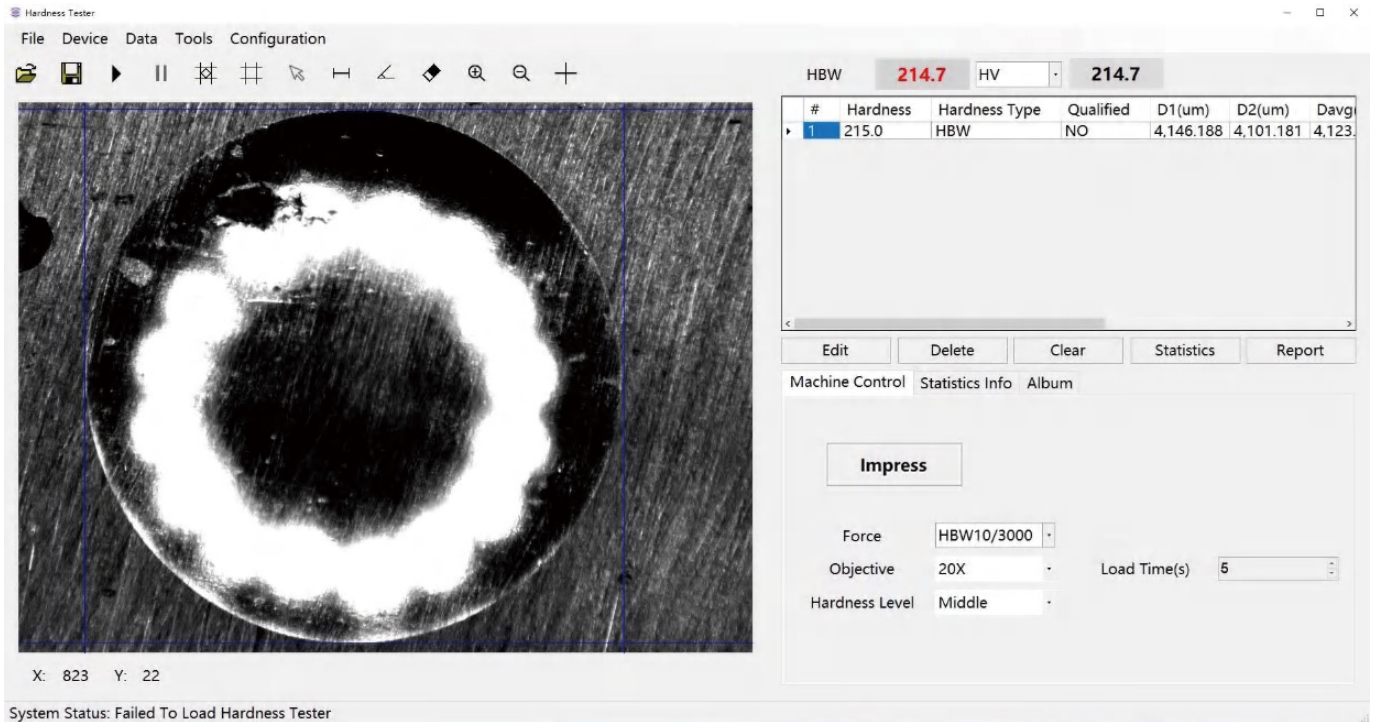 Hardness Tester
File Device Data Tools Configuration
HBW 214.7 HV 214.7
# Hardness Hardness Type Qualified D1(um) D2(um) Davg(
1 215.0 HBW NO 4,146.188 4,101.181 4,123.
Edit Delete Clear Statistics Report
Machine Control Statistics Info Album
Impress
Force HBW10/3000
Objective 20X Load Time(s) 5
Hardness Level Middle
X: 823 Y: 22
System Status: Failed To Load Hardness Tester